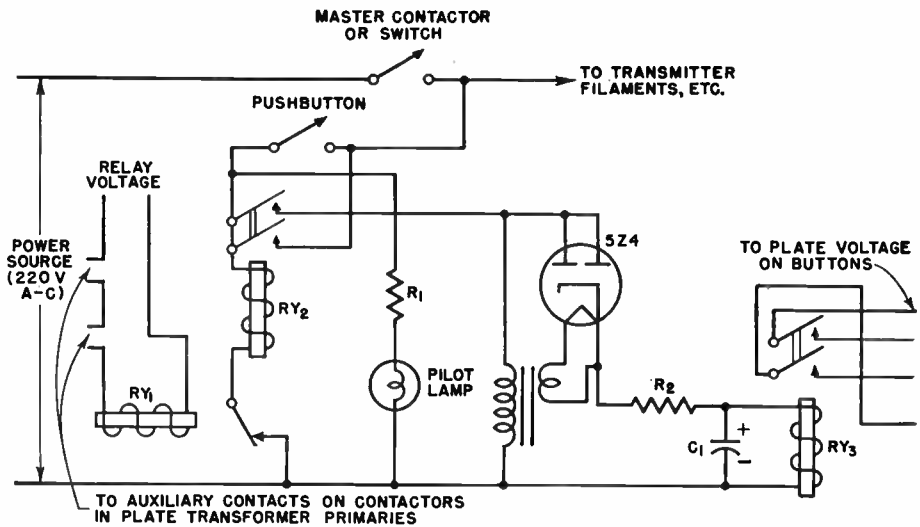 MASTER CONTACTOR
OR SWITCH
TO TRANSMITTER
FILAMENTS, ETC.
PUSHBUTTON
RELAY
VOLTAGE
POWER
SOURCE
(220 V
A-C)
5Z4
TO PLATE VOLTAGE
ON BUTTONS
RY2
R1
PILOT
LAMP
RY1
R2
C1
+
-
RY3
TO AUXILIARY CONTACTS ON CONTACTORS
IN PLATE TRANSFORMER PRIMARIES